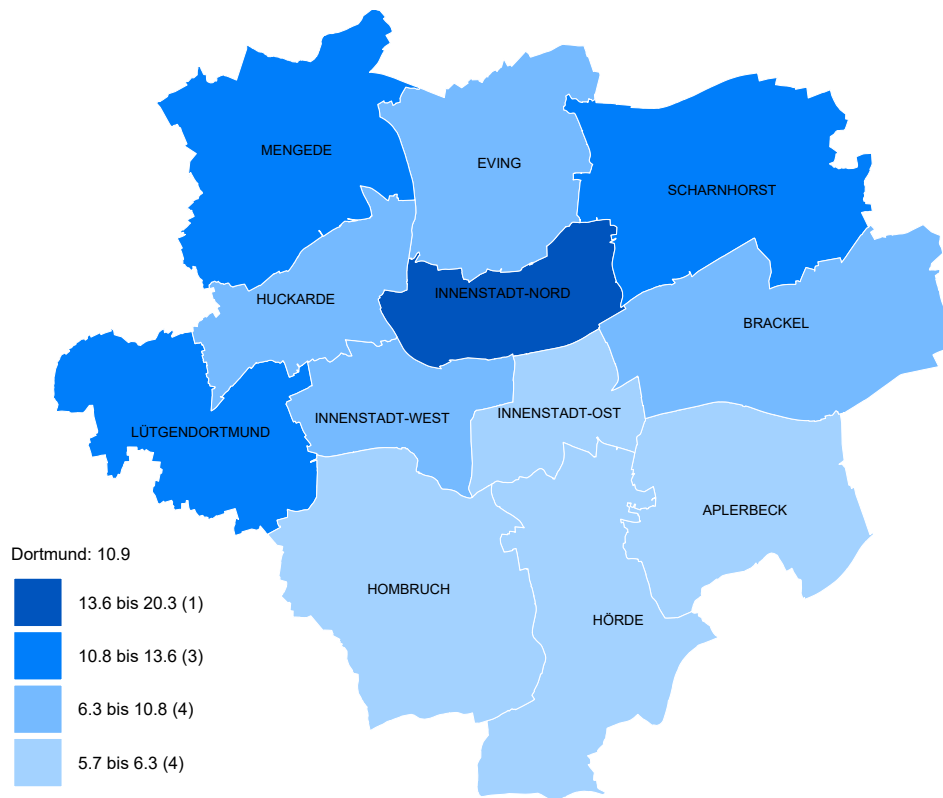 MENGEDE
EVING
SCHARNHORST
INNENSTADT-NORD
HUCKARDE
BRACKEL
INNENSTADT-WEST
INNENSTADT-OST
LÜTGENDORTMUND
APLERBECK
HOMBRUCH
HÖRDE
Dortmund: 10.9
13.6 bis 20.3 (1)
10.8 bis 13.6 (3)
6.3 bis 10.8 (4)
5.7 bis 6.3 (4)